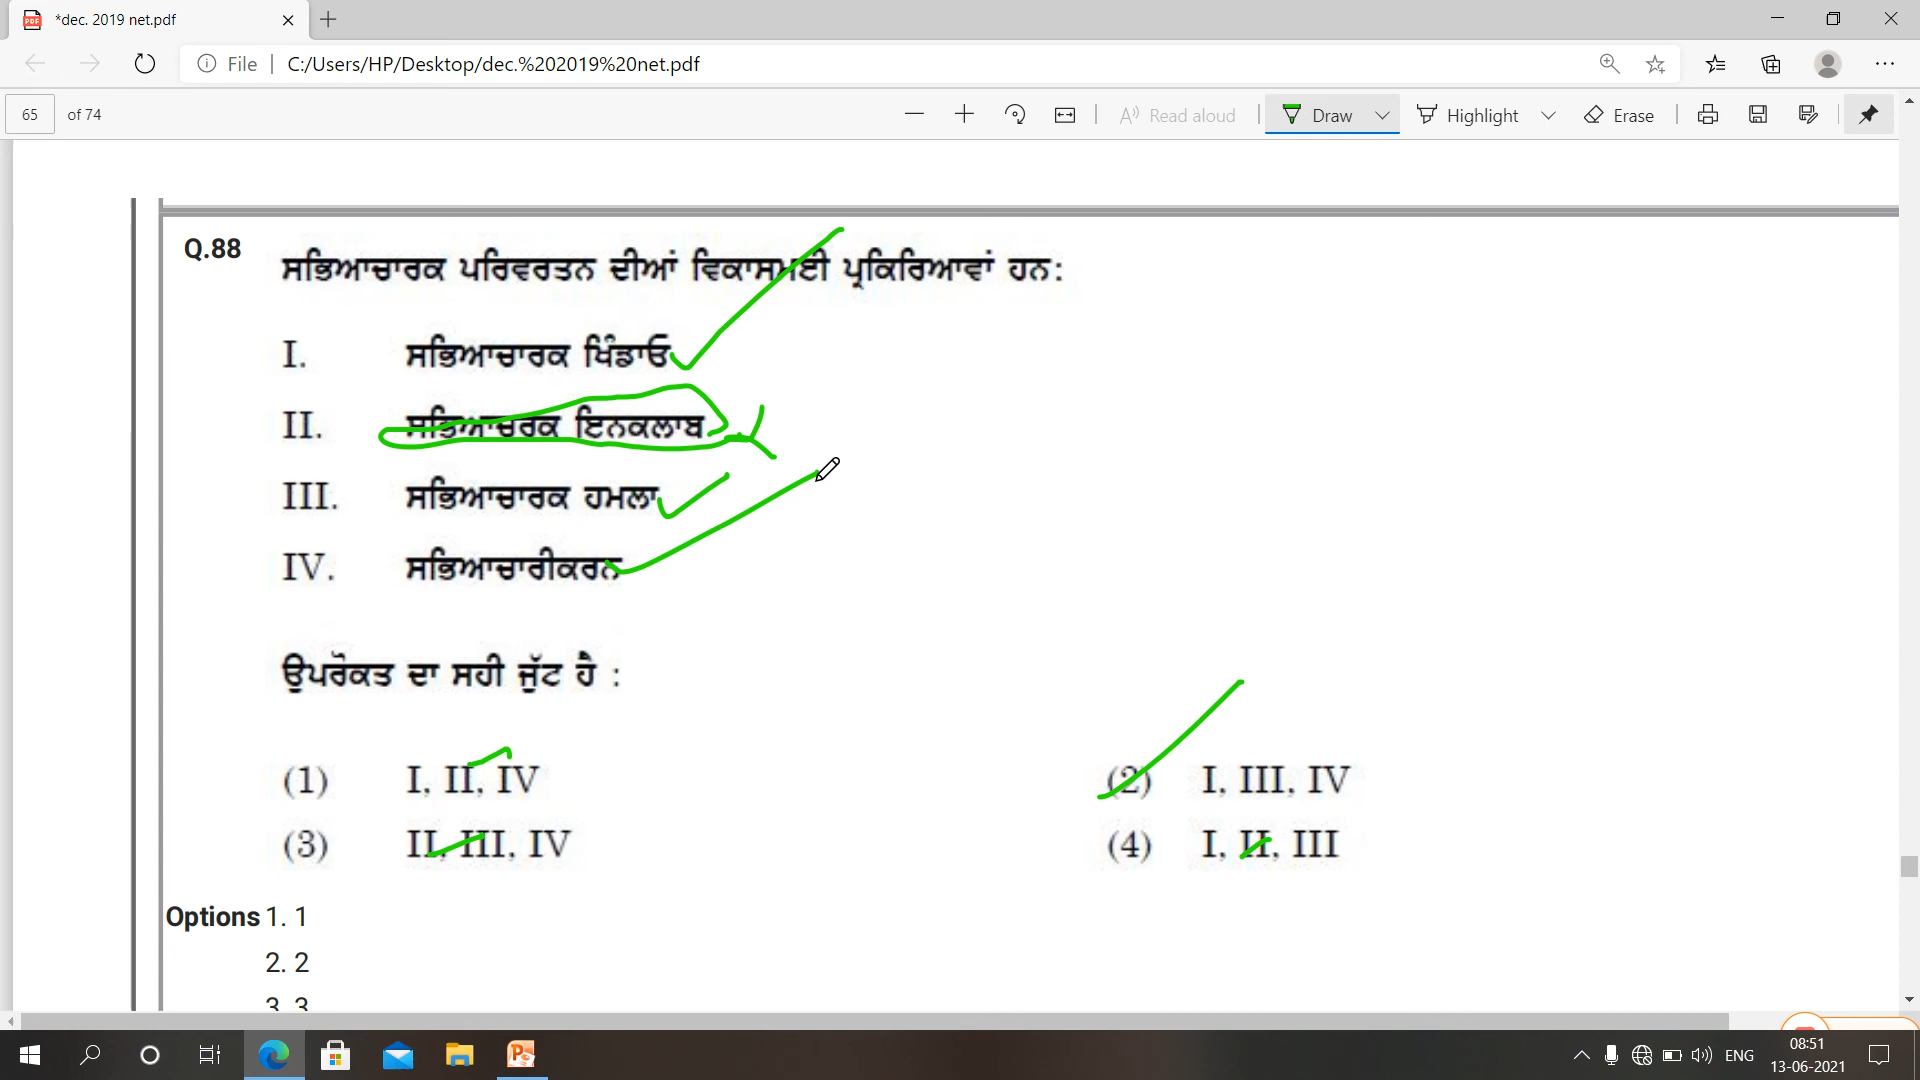 *dec. 2019 net.pdf
File C:/Users/HP/Desktop/dec.%202019%20net.pdf
65 of 74 Read aloud Draw Highlight Erase
Q.88 ਸਭਿਆਚਾਰਕ ਪਰਿਵਰਤਨ ਦੀਆਂ ਵਿਕਾਸਮਈ ਪ੍ਰਕਿਰਿਆਵਾਂ ਹਨ:
I. ਸਭਿਆਚਾਰਕ ਖਿੰਡਾਓ
II. ਸਭਿਆਚਰਕ ਇਨਕਲਾਬ
III. ਸਭਿਆਚਾਰਕ ਹਮਲਾ
IV. ਸਭਿਆਚਾਰੀਕਰਨ
ਉਪਰੋਕਤ ਦਾ ਸਹੀ ਜੁੱਟ ਹੈ :
(1) I, II, IV (2) I, III, IV
(3) II, III, IV (4) I, II, III
Options 1. 1
2. 2
3. 3
08:51
ENG
13-06-2021